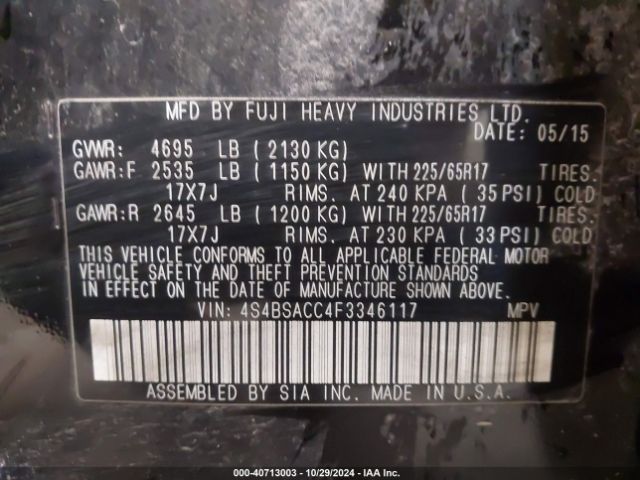 MFD BY FUJI HEAVY INDUSTRIES LTD.
DATE: 05/15
GVWR: 4695 LB ( 2130 KG)
GAWR:F 2535 LB ( 1150 KG) WITH 225/65R17 TIRES.
17X7J RIMS. AT 240 KPA ( 35 PSI) COLD
GAWR:R 2645 LB ( 1200 KG) WITH 225/65R17 TIRES.
17X7J RIMS. AT 230 KPA ( 33 PSI) COLD
THIS VEHICLE CONFORMS TO ALL APPLICABLE FEDERAL MOTOR
VEHICLE SAFETY AND THEFT PREVENTION STANDARDS
IN EFFECT ON THE DATE OF MANUFACTURE SHOWN ABOVE.
VIN: 4S4BSACC4F3346117 MPV
ASSEMBLED BY SIA INC. MADE IN U.S.A.
000-40713003 - 10/29/2024 - IAA Inc.